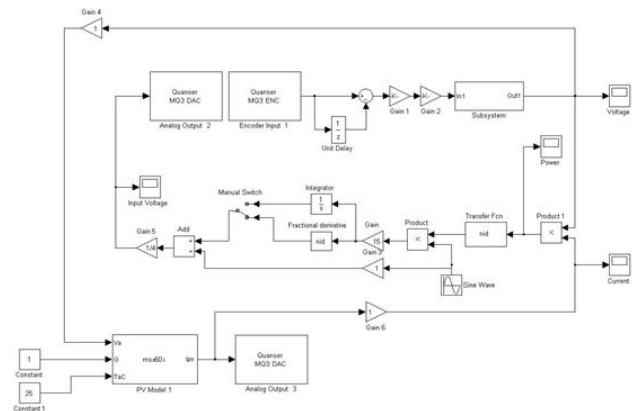 Gain 4
1
Quanser
MQ3 DAC
Analog Output 2
Quanser
MQ3 ENC
Encoder Input 1
1
z
Unit Delay
K-
Gain 1
K-
Gain 2
In1
Out1
Subsystem
Voltage
Power
Input Voltage
Manual Switch
Integrator
1
s
Fractional derivative
nid
Gain
15
Gain 3
1
Product
×
Transfer Fcn
nid
Product 1
×
Gain 5
1/4
Add
+
+
Sine Wave
Current
1
Gain 6
1
Constant
25
Constant 1
Va
G
TaC
msx60i
Ipv
PV Model 1
Quanser
MQ3 DAC
Analog Output 3